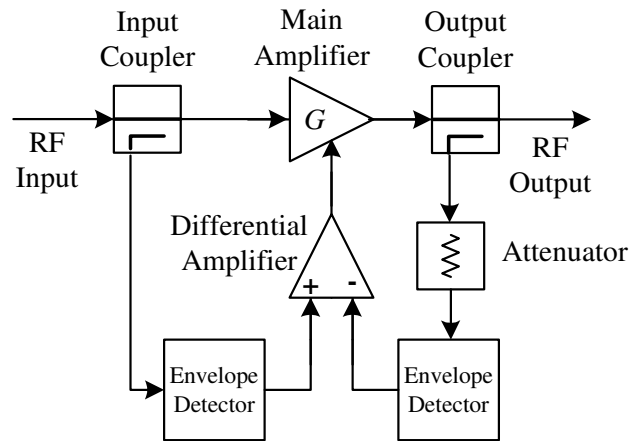 Input
Coupler
Main
Amplifier
Output
Coupler
G
RF
Input
RF
Output
Differential
Amplifier
Attenuator
+ -
Envelope
Detector
Envelope
Detector